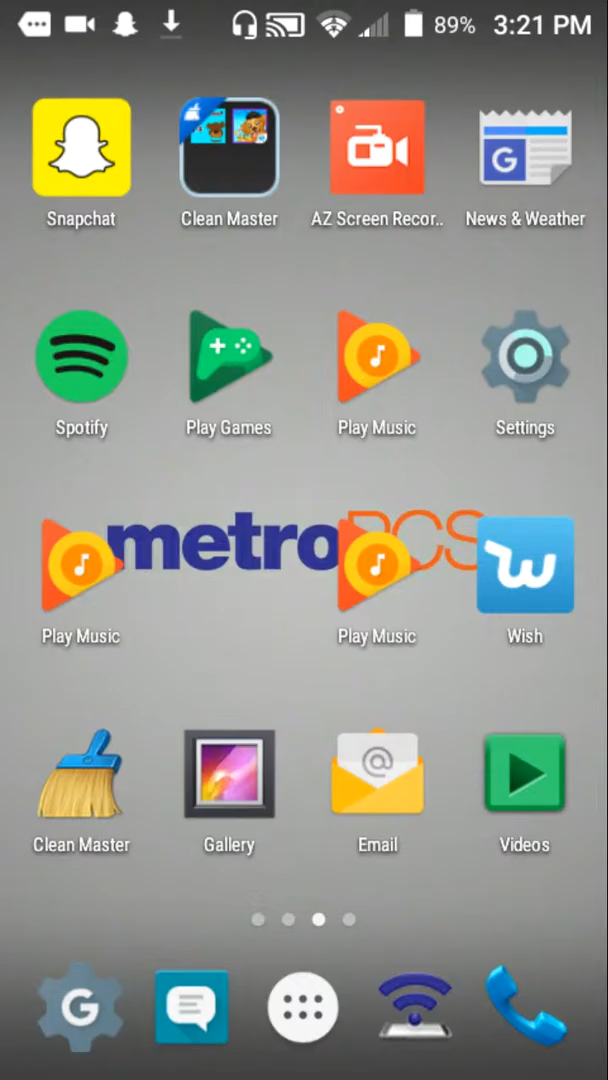 89% 3:21 PM
Snapchat
Clean Master
AZ Screen Recor..
News & Weather
Spotify
Play Games
Play Music
Settings
metroPCS
Play Music
Play Music
Wish
Clean Master
Gallery
Email
Videos